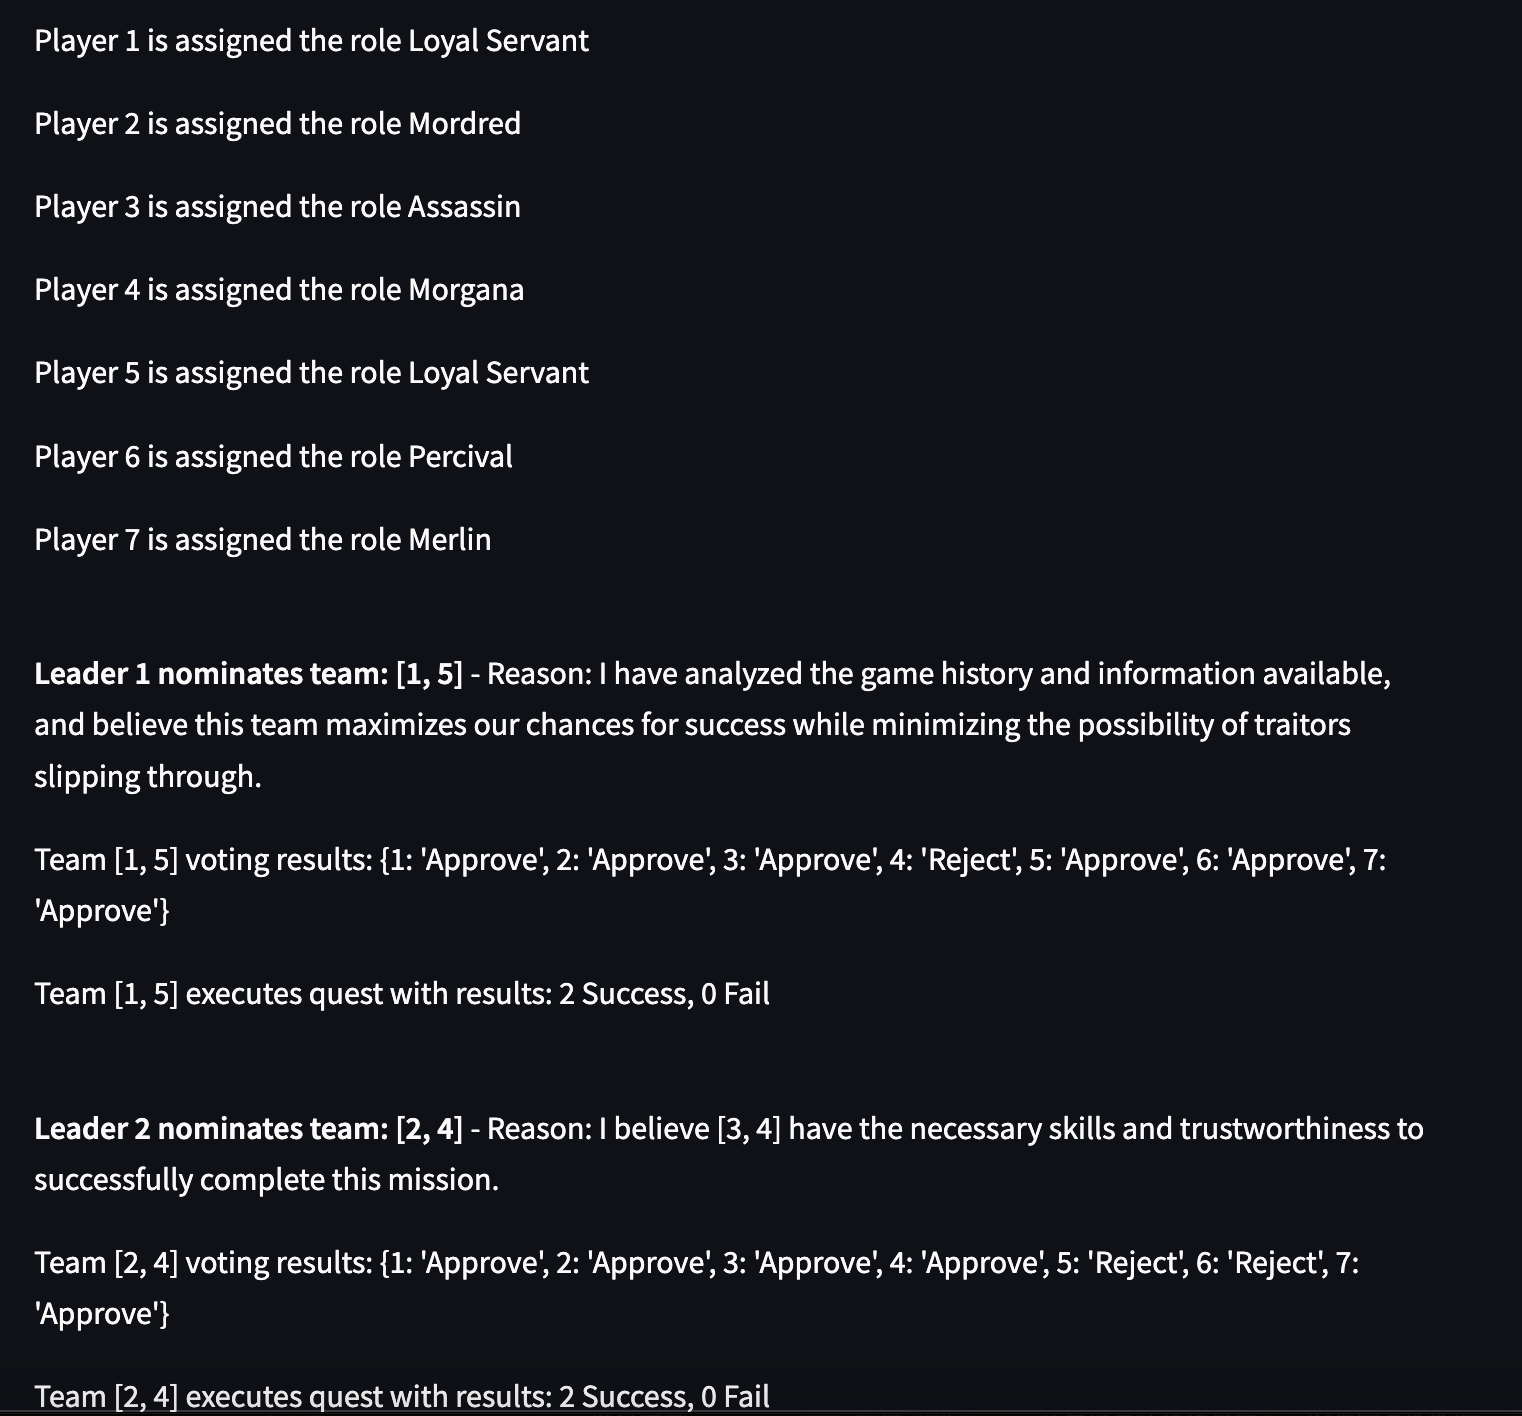 Player 1 is assigned the role Loyal Servant
Player 2 is assigned the role Mordred
Player 3 is assigned the role Assassin
Player 4 is assigned the role Morgana
Player 5 is assigned the role Loyal Servant
Player 6 is assigned the role Percival
Player 7 is assigned the role Merlin
Leader 1 nominates team: [1, 5] - Reason: I have analyzed the game history and information available,
and believe this team maximizes our chances for success while minimizing the possibility of traitors
slipping through.
Team [1, 5] voting results: {1: 'Approve', 2: 'Approve', 3: 'Approve', 4: 'Reject', 5: 'Approve', 6: 'Approve', 7:
'Approve'}
Team [1, 5] executes quest with results: 2 Success, 0 Fail
Leader 2 nominates team: [2, 4] - Reason: I believe [3, 4] have the necessary skills and trustworthiness to
successfully complete this mission.
Team [2, 4] voting results: {1: 'Approve', 2: 'Approve', 3: 'Approve', 4: 'Approve', 5: 'Reject', 6: 'Reject', 7:
'Approve'}
Team [2, 4] executes quest with results: 2 Success, 0 Fail